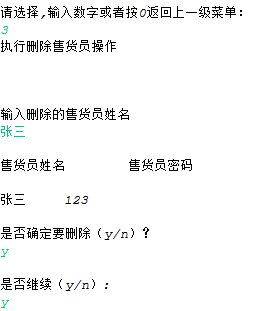 请选择,输入数字或者按0返回上一级菜单:
3
执行删除售货员操作
输入删除的售货员姓名
张三
售货员姓名 售货员密码
张三 123
是否确定要删除（y/n）？
y
是否继续（y/n）:
y